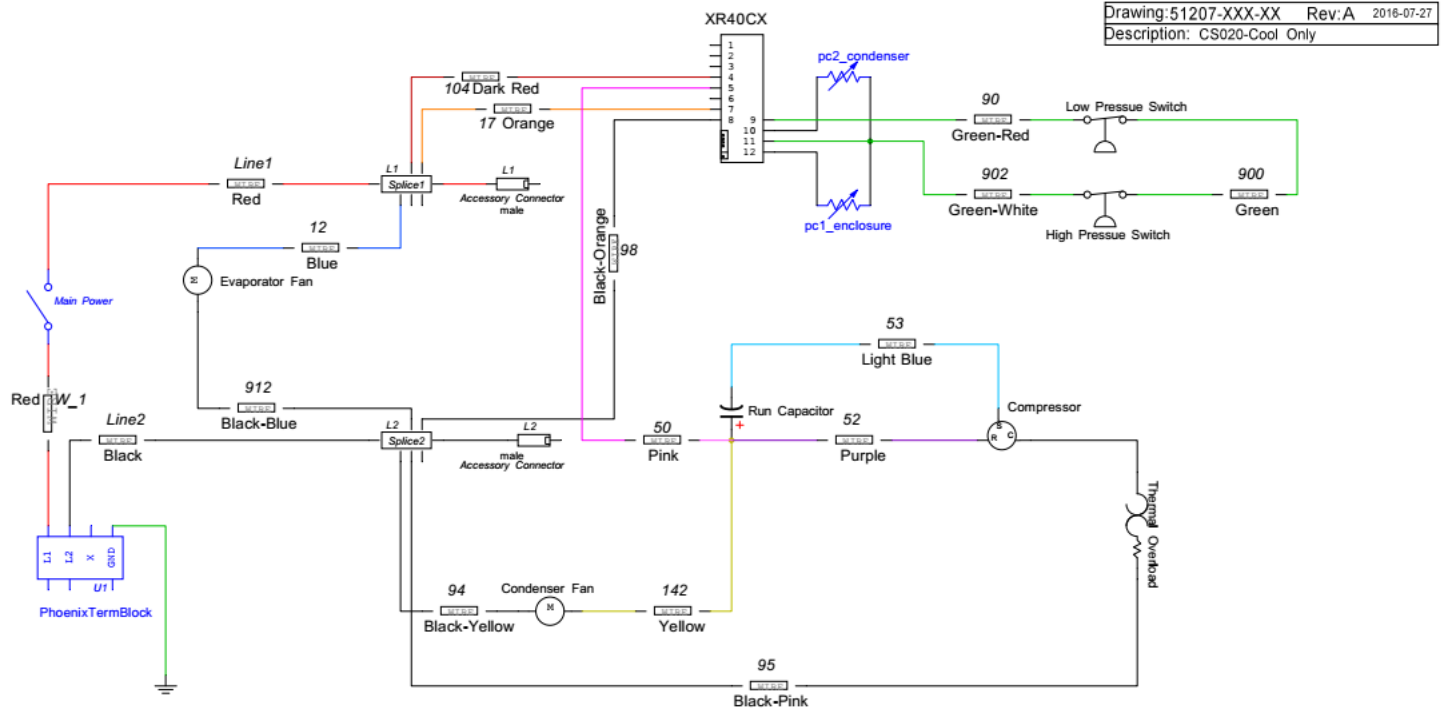 Drawing:51207-XXX-XX Rev:A 2016-07-27
Description: CS020-Cool Only
XR40CX
1
2
3
4
5
6
7
8
9
10
11
12
pc2_condenser
pc1_enclosure
104 Dark Red
17 Orange
90
Green-Red
Low Pressue Switch
902
Green-White
High Pressue Switch
900
Green
Line1
Red
L1
Splice1
L1
Accessory Connector
male
12
Blue
M
Evaporator Fan
Black-Orange
98
Main Power
Red
W_1
912
Black-Blue
Line2
Black
L2
Splice2
L2
male
Accessory Connector
50
Pink
53
Light Blue
Run Capacitor
+
52
Purple
Compressor
S
R
C
Thermal Overload
L1
L2
X
GND
U1
PhoenixTermBlock
94
Black-Yellow
Condenser Fan
M
142
Yellow
95
Black-Pink